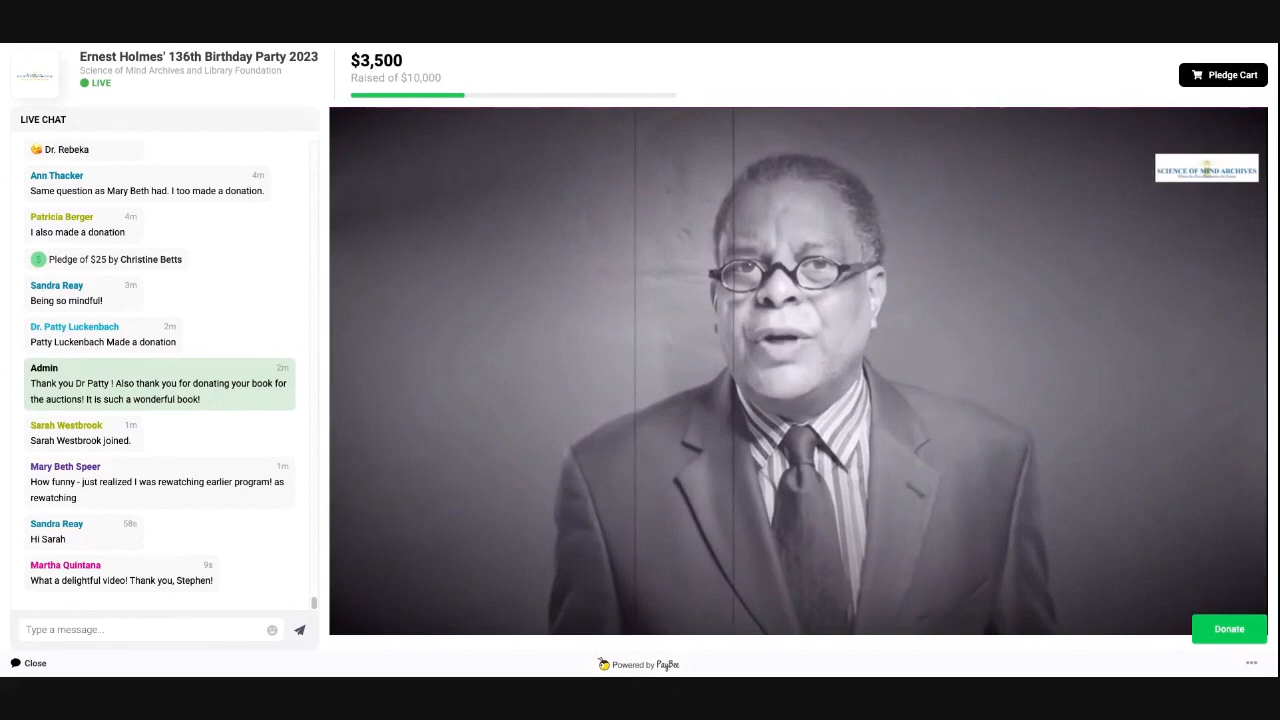 Ernest Holmes' 136th Birthday Party 2023
Science of Mind Archives and Library Foundation
LIVE
$3,500
Raised of $10,000
Pledge Cart
LIVE CHAT
Dr. Rebeka
Ann Thacker 4m
Same question as Mary Beth had. I too made a donation.
Patricia Berger 4m
I also made a donation
$ Pledge of $25 by Christine Betts
Sandra Reay 3m
Being so mindful!
Dr. Patty Luckenbach 2m
Patty Luckenbach Made a donation
Admin 2m
Thank you Dr Patty ! Also thank you for donating your book for
the auctions! It is such a wonderful book!
Sarah Westbrook 1m
Sarah Westbrook joined.
Mary Beth Speer 1m
How funny - just realized I was rewatching earlier program! as
rewatching
Sandra Reay 58s
Hi Sarah
Martha Quintana 9s
What a delightful video! Thank you, Stephen!
Type a message...
Close
SCIENCE OF MIND ARCHIVES
Donate
Powered by PayBee